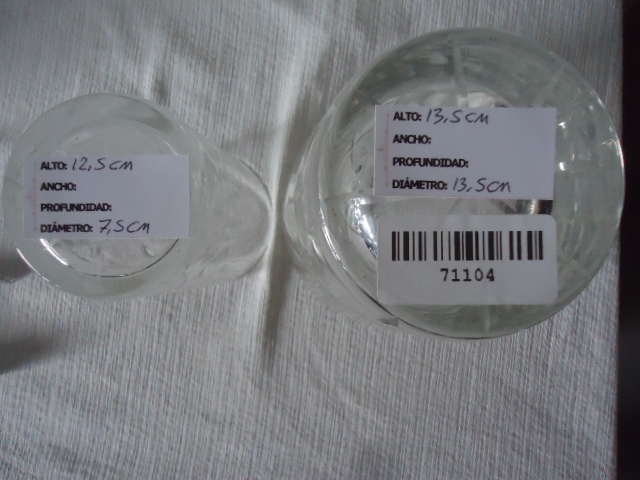 ALTO: 12,5 CM
ANCHO:
PROFUNDIDAD:
DIÁMETRO: 7,5 CM
ALTO: 13,5 CM
ANCHO:
PROFUNDIDAD:
DIÁMETRO: 13,5 CM
71104